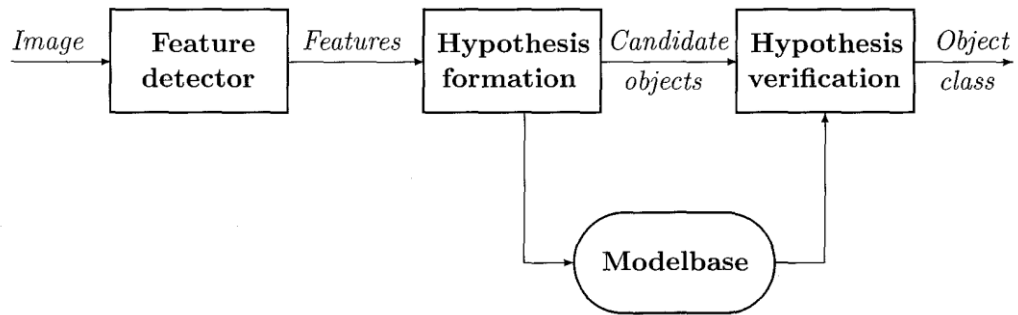 Image
Feature
detector
Features
Hypothesis
formation
Candidate
objects
Hypothesis
verification
Object
class
Modelbase